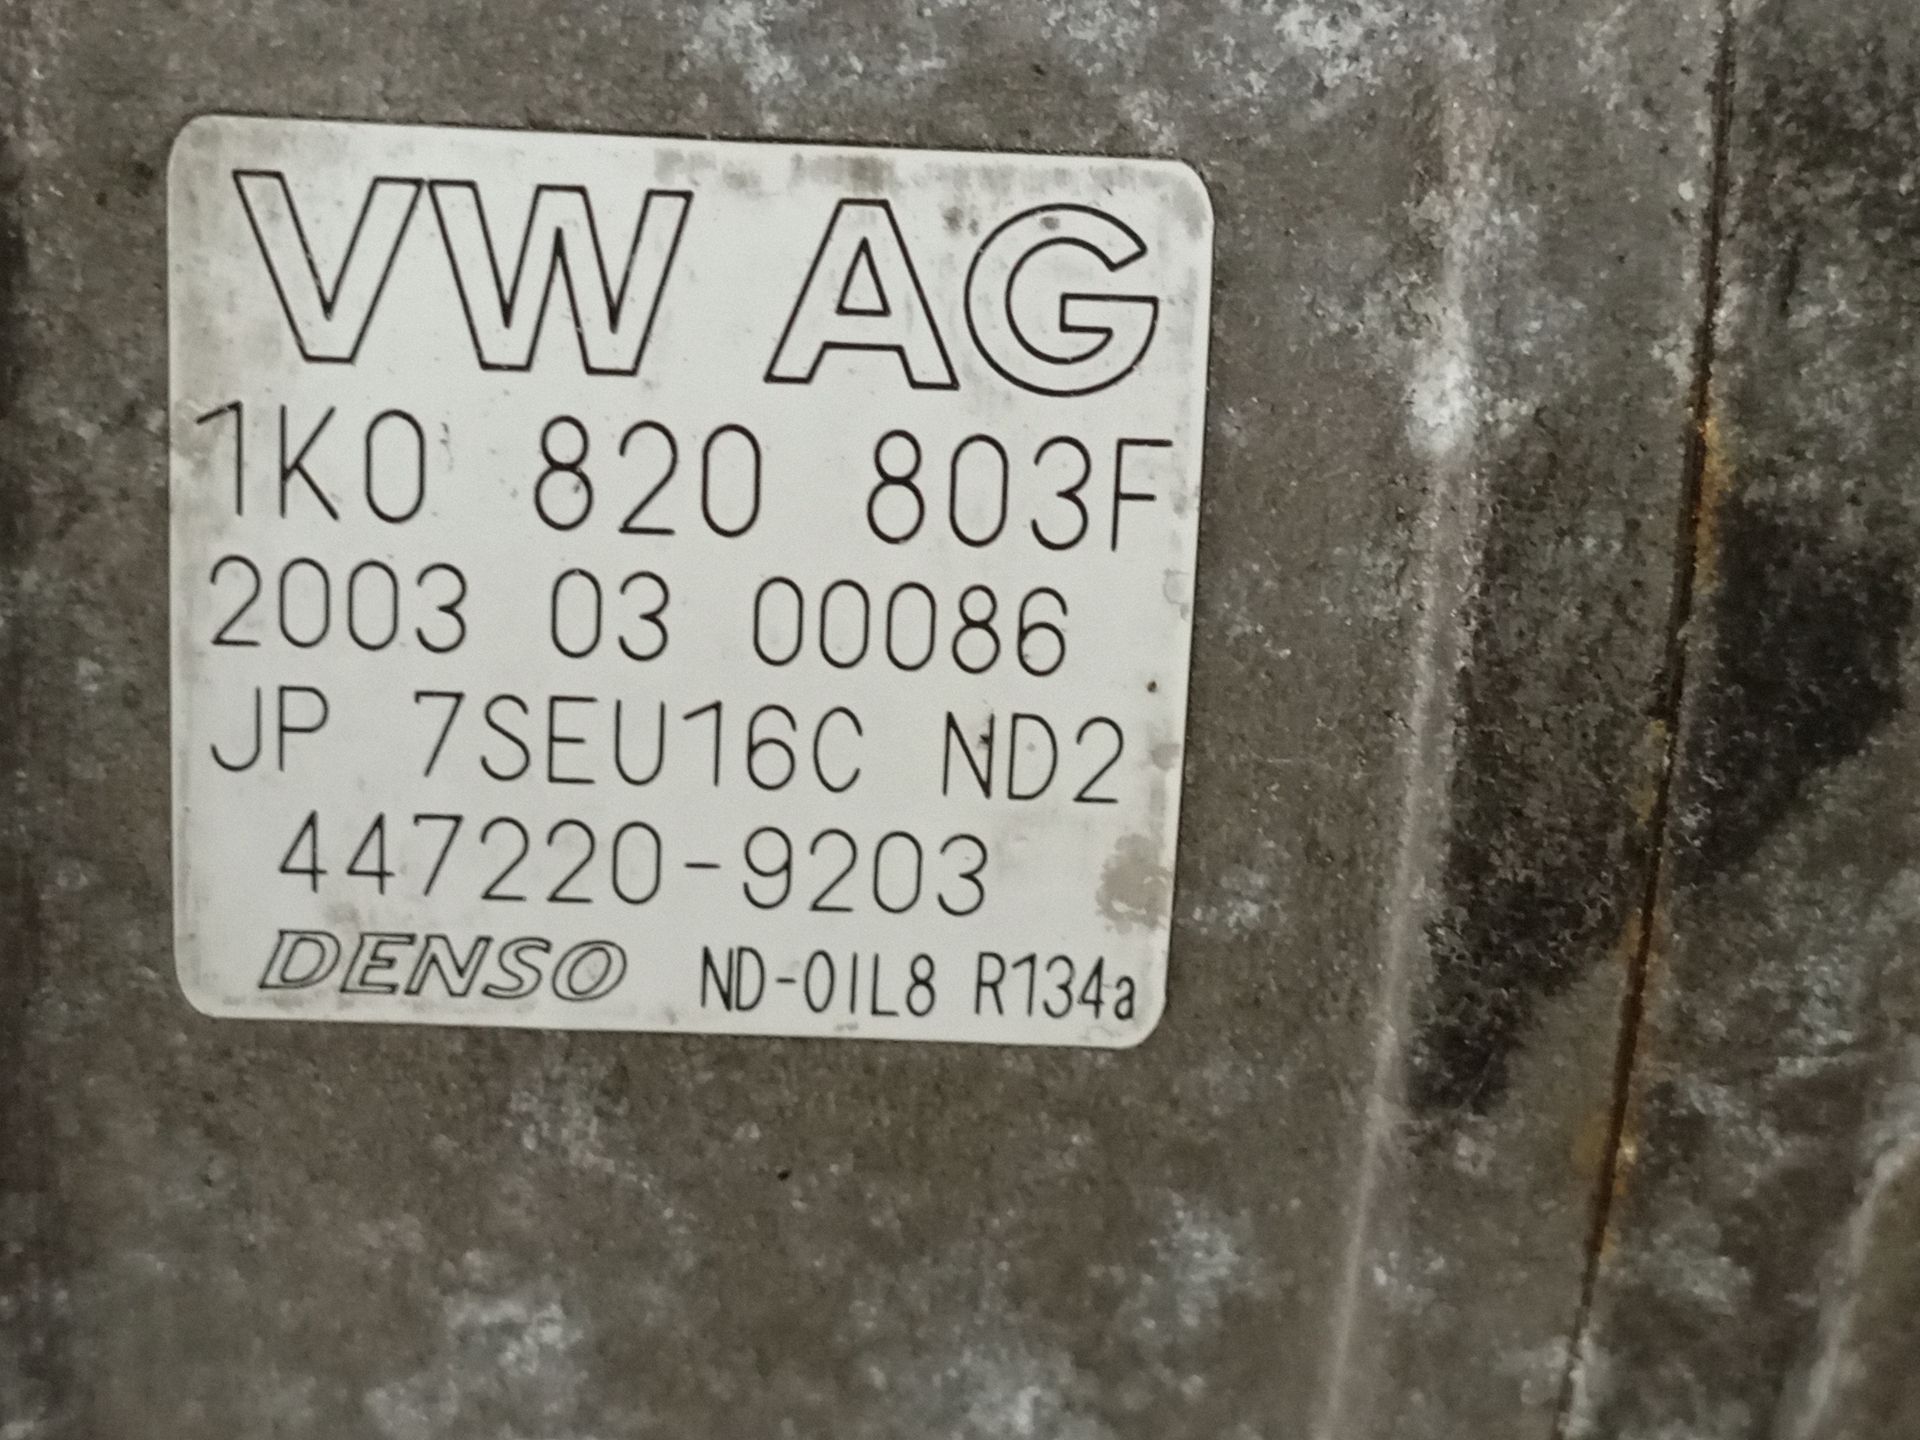 VW AG
1K0 820 803F
2003 03 00086
JP 7SEU16C ND2
447220-9203
DENSO ND-OIL8 R134a